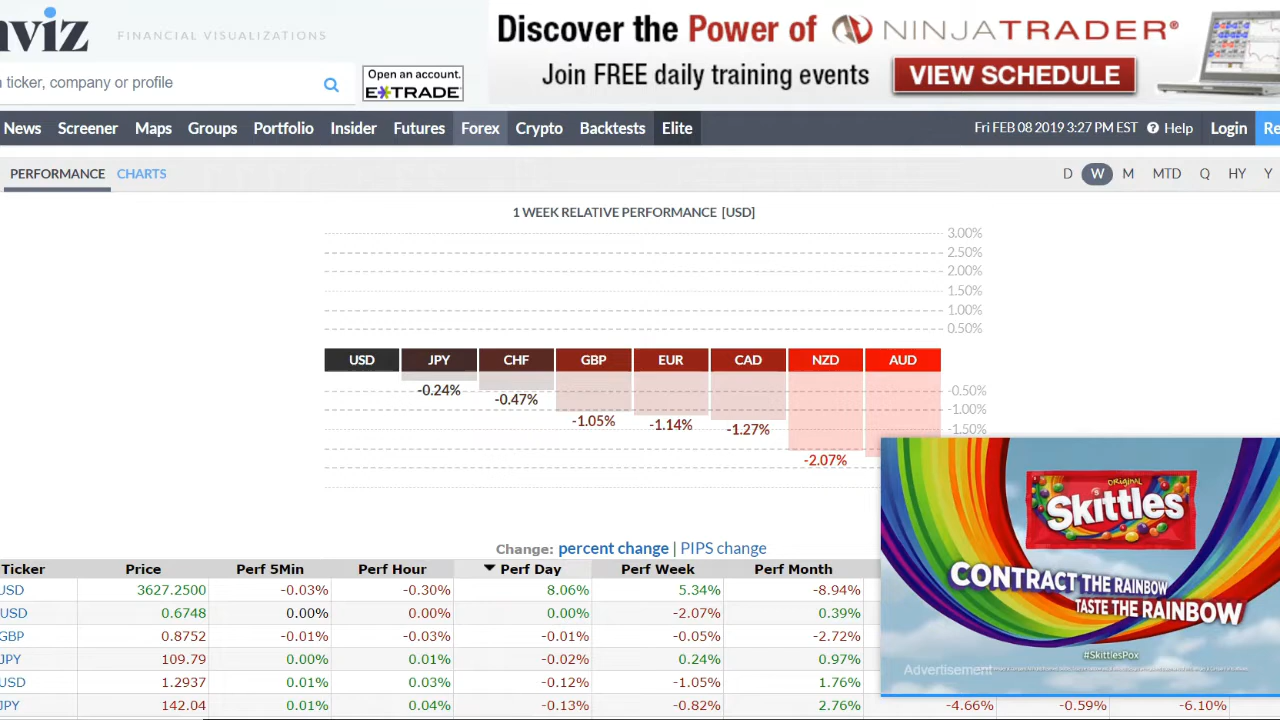 nviz FINANCIAL VISUALIZATIONS
Discover the Power of NINJATRADER®
Join FREE daily training events VIEW SCHEDULE
ticker, company or profile
Open an account.
E*TRADE
News Screener Maps Groups Portfolio Insider Futures Forex Crypto Backtests Elite Fri FEB 08 2019 3:27 PM EST Help Login Re
PERFORMANCE CHARTS D W M MTD Q HY Y
1 WEEK RELATIVE PERFORMANCE [USD]
3.00%
2.50%
2.00%
1.50%
1.00%
0.50%
USD JPY CHF GBP EUR CAD NZD AUD
-0.24% -0.50%
-0.47%
-1.00%
-1.05%
-1.14%
-1.27% -1.50%
-2.07%
ORIGINAL
Skittles
CONTRACT THE RAINBOW
TASTE THE RAINBOW
#SkittlesPox
Advertisement
Change: percent change | PIPS change
Ticker Price Perf 5Min Perf Hour Perf Day Perf Week Perf Month
USD 3627.2500 -0.03% -0.30% 8.06% 5.34% -8.94%
USD 0.6748 0.00% 0.00% 0.00% -2.07% 0.39%
GBP 0.8752 -0.01% -0.03% -0.01% -0.05% -2.72%
JPY 109.79 0.00% 0.01% -0.02% 0.24% 0.97%
USD 1.2937 0.01% 0.03% -0.12% -1.05% 1.76%
JPY 142.04 0.01% 0.04% -0.13% -0.82% 2.76% -4.66% -0.59% -6.10%